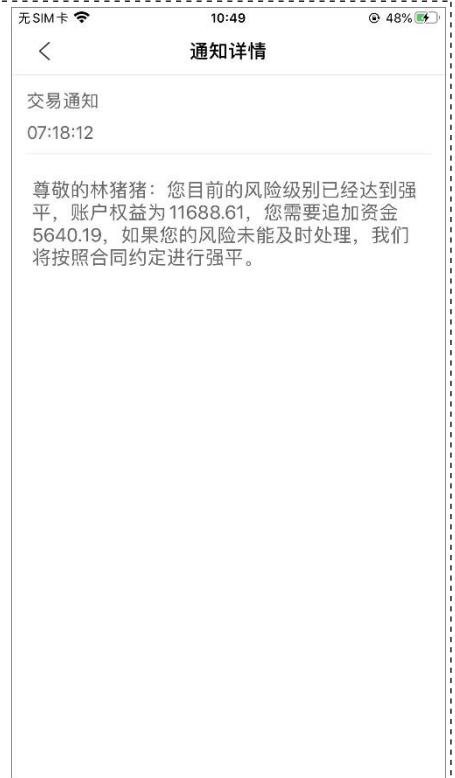 无SIM卡 10:49 48%
通知详情
交易通知
07:18:12
尊敬的林猪猪：您目前的风险级别已经达到强
平，账户权益为11688.61，您需要追加资金
5640.19，如果您的风险未能及时处理，我们
将按照合同约定进行强平。